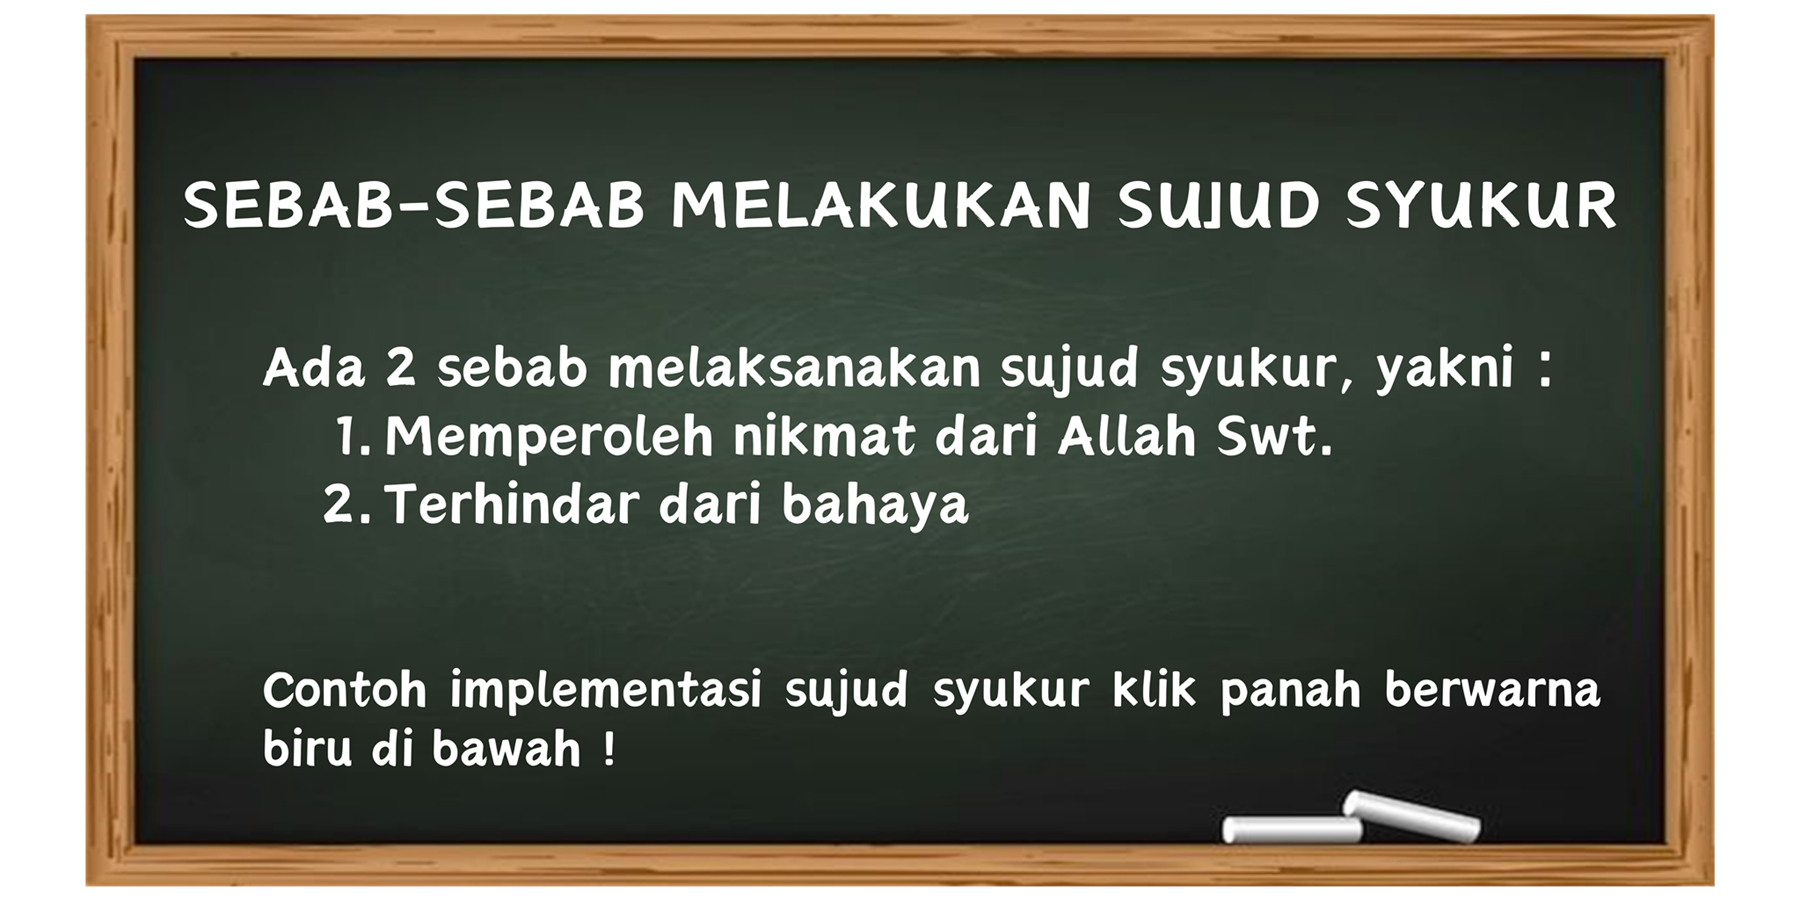 SEBAB-SEBAB MELAKUKAN SUJUD SYUKUR
Ada 2 sebab melaksanakan sujud syukur, yakni :
1. Memperoleh nikmat dari Allah Swt.
2. Terhindar dari bahaya
Contoh implementasi sujud syukur klik panah berwarna
biru di bawah !